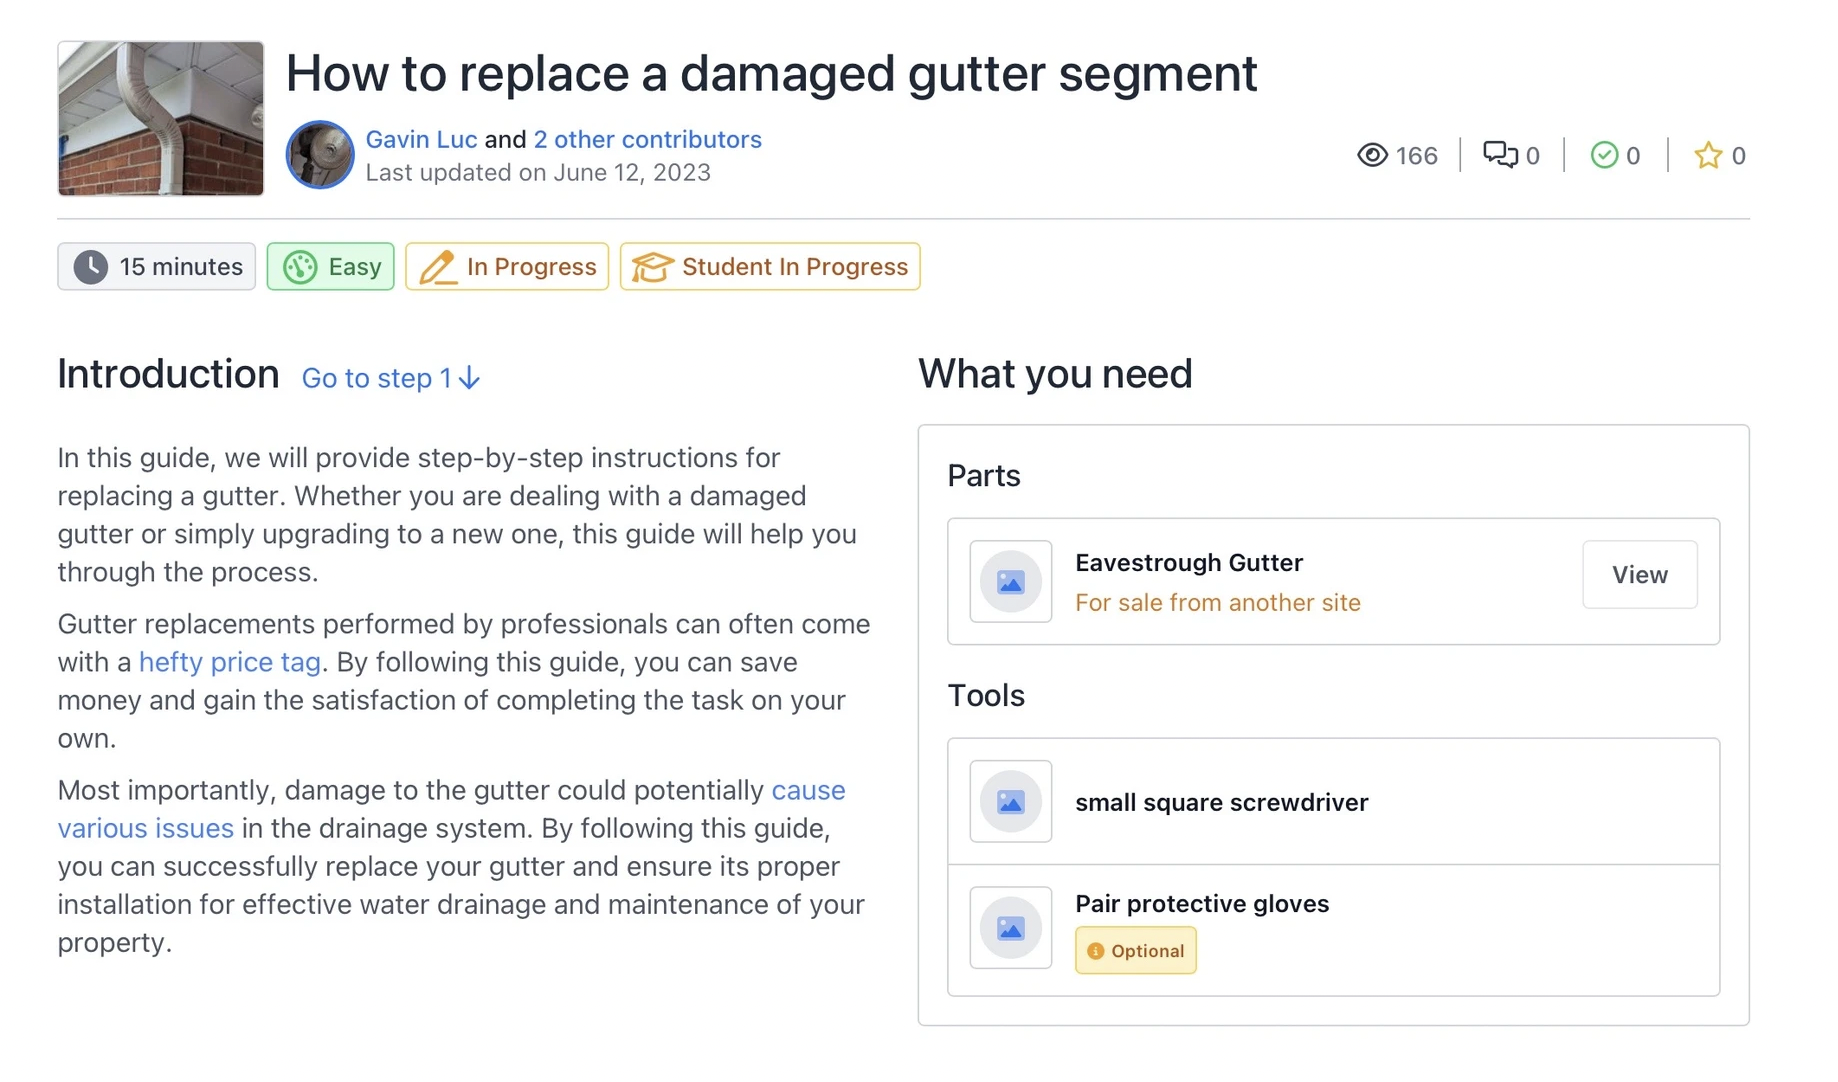 How to replace a damaged gutter segment
Gavin Luc and 2 other contributors
Last updated on June 12, 2023
166
0
0
0
15 minutes
Easy
In Progress
Student In Progress
Introduction
Go to step 1
In this guide, we will provide step-by-step instructions for
replacing a gutter. Whether you are dealing with a damaged
gutter or simply upgrading to a new one, this guide will help you
through the process.
Gutter replacements performed by professionals can often come
with a hefty price tag. By following this guide, you can save
money and gain the satisfaction of completing the task on your
own.
Most importantly, damage to the gutter could potentially cause
various issues in the drainage system. By following this guide,
you can successfully replace your gutter and ensure its proper
installation for effective water drainage and maintenance of your
property.
What you need
Parts
Eavestrough Gutter
For sale from another site
View
Tools
small square screwdriver
Pair protective gloves
Optional